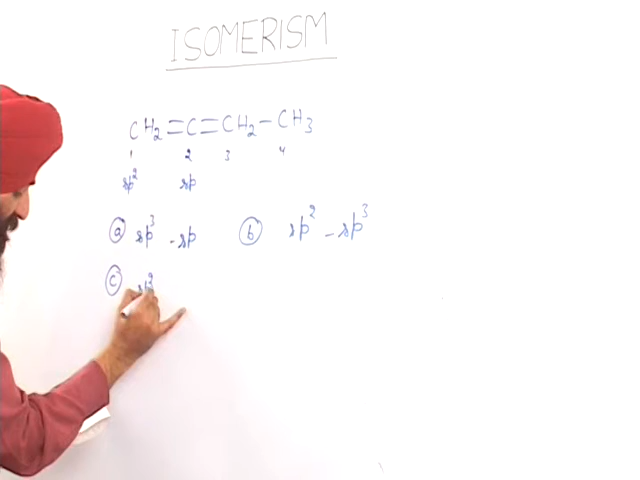 ISOMERISM
CH₂=C=CH₂-CH₃
1 2 3 4
sp² sp
ⓐ sp³ - sp ⓑ sp² - sp³
ⓒ sp²